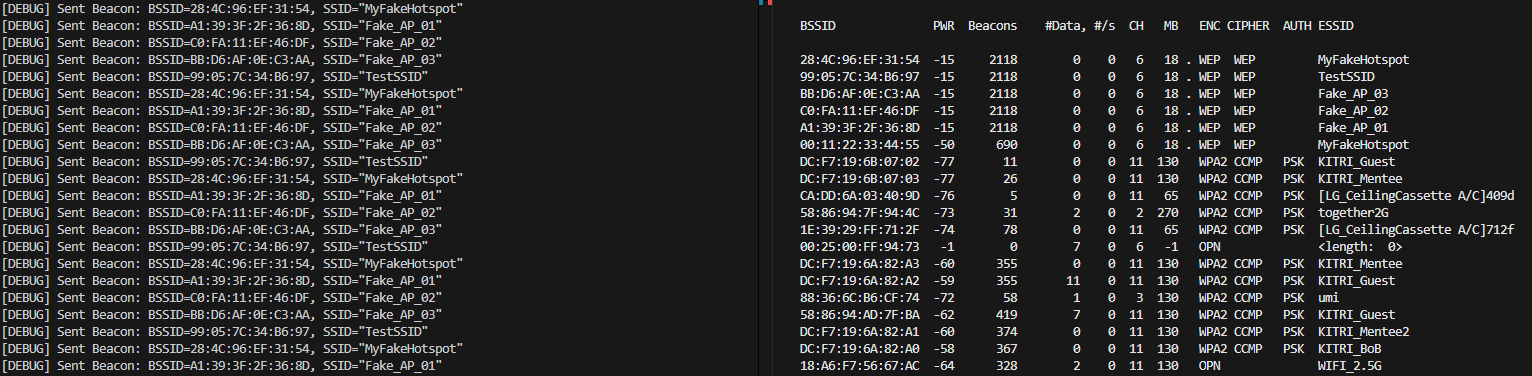 [DEBUG] Sent Beacon: BSSID=28:4C:96:EF:31:54, SSID="MyFakeHotspot"
[DEBUG] Sent Beacon: BSSID=A1:39:3F:2F:36:8D, SSID="Fake_AP_01"
[DEBUG] Sent Beacon: BSSID=C0:FA:11:EF:46:DF, SSID="Fake_AP_02"
[DEBUG] Sent Beacon: BSSID=BB:D6:AF:0E:C3:AA, SSID="Fake_AP_03"
[DEBUG] Sent Beacon: BSSID=99:05:7C:34:B6:97, SSID="TestSSID"
[DEBUG] Sent Beacon: BSSID=28:4C:96:EF:31:54, SSID="MyFakeHotspot"
[DEBUG] Sent Beacon: BSSID=A1:39:3F:2F:36:8D, SSID="Fake_AP_01"
[DEBUG] Sent Beacon: BSSID=C0:FA:11:EF:46:DF, SSID="Fake_AP_02"
[DEBUG] Sent Beacon: BSSID=BB:D6:AF:0E:C3:AA, SSID="Fake_AP_03"
[DEBUG] Sent Beacon: BSSID=99:05:7C:34:B6:97, SSID="TestSSID"
[DEBUG] Sent Beacon: BSSID=28:4C:96:EF:31:54, SSID="MyFakeHotspot"
[DEBUG] Sent Beacon: BSSID=A1:39:3F:2F:36:8D, SSID="Fake_AP_01"
[DEBUG] Sent Beacon: BSSID=C0:FA:11:EF:46:DF, SSID="Fake_AP_02"
[DEBUG] Sent Beacon: BSSID=BB:D6:AF:0E:C3:AA, SSID="Fake_AP_03"
[DEBUG] Sent Beacon: BSSID=99:05:7C:34:B6:97, SSID="TestSSID"
[DEBUG] Sent Beacon: BSSID=28:4C:96:EF:31:54, SSID="MyFakeHotspot"
[DEBUG] Sent Beacon: BSSID=A1:39:3F:2F:36:8D, SSID="Fake_AP_01"
[DEBUG] Sent Beacon: BSSID=C0:FA:11:EF:46:DF, SSID="Fake_AP_02"
[DEBUG] Sent Beacon: BSSID=BB:D6:AF:0E:C3:AA, SSID="Fake_AP_03"
[DEBUG] Sent Beacon: BSSID=99:05:7C:34:B6:97, SSID="TestSSID"
[DEBUG] Sent Beacon: BSSID=28:4C:96:EF:31:54, SSID="MyFakeHotspot"
[DEBUG] Sent Beacon: BSSID=A1:39:3F:2F:36:8D, SSID="Fake_AP_01"
BSSID PWR Beacons #Data, #/s CH MB ENC CIPHER AUTH ESSID
28:4C:96:EF:31:54 -15 2118 0 0 6 18 . WEP WEP MyFakeHotspot
99:05:7C:34:B6:97 -15 2118 0 0 6 18 . WEP WEP TestSSID
BB:D6:AF:0E:C3:AA -15 2118 0 0 6 18 . WEP WEP Fake_AP_03
C0:FA:11:EF:46:DF -15 2118 0 0 6 18 . WEP WEP Fake_AP_02
A1:39:3F:2F:36:8D -15 2118 0 0 6 18 . WEP WEP Fake_AP_01
00:11:22:33:44:55 -50 690 0 0 6 18 . WEP WEP MyFakeHotspot
DC:F7:19:6B:07:02 -77 11 0 0 11 130 WPA2 CCMP PSK KITRI_Guest
DC:F7:19:6B:07:03 -77 26 0 0 11 130 WPA2 CCMP PSK KITRI_Mentee
CA:DD:6A:03:40:9D -76 5 0 0 11 65 WPA2 CCMP PSK [LG_CeilingCassette A/C]409d
58:86:94:7F:94:4C -73 31 2 0 2 270 WPA2 CCMP PSK together2G
1E:39:29:FF:71:2F -74 78 0 0 11 65 WPA2 CCMP PSK [LG_CeilingCassette A/C]712f
00:25:00:FF:94:73 -1 0 7 0 6 -1 OPN <length: 0>
DC:F7:19:6A:82:A3 -60 355 0 0 11 130 WPA2 CCMP PSK KITRI_Mentee
DC:F7:19:6A:82:A2 -59 355 11 0 11 130 WPA2 CCMP PSK KITRI_Guest
88:36:6C:B6:CF:74 -72 58 1 0 3 130 WPA2 CCMP PSK umi
58:86:94:AD:7F:BA -62 419 7 0 11 130 WPA2 CCMP PSK KITRI_Guest
DC:F7:19:6A:82:A1 -60 374 0 0 11 130 WPA2 CCMP PSK KITRI_Mentee2
DC:F7:19:6A:82:A0 -58 367 0 0 11 130 WPA2 CCMP PSK KITRI_BoB
18:A6:F7:56:67:AC -64 328 2 0 11 130 OPN WIFI_2.5G